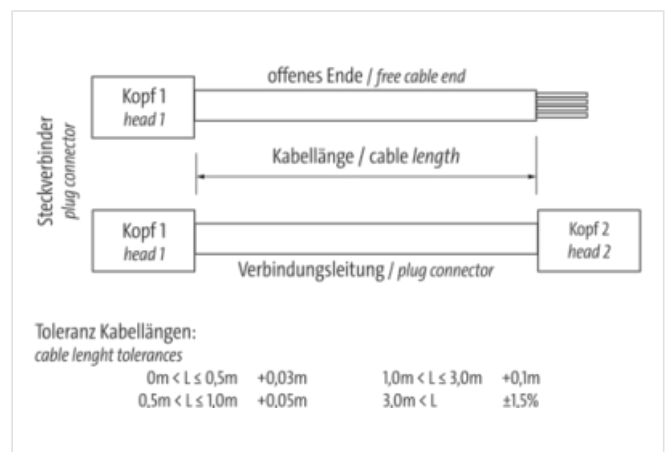 offenes Ende / free cable end
Kopf 1
head 1
Steckverbinder
plug connector
Kabellänge / cable length
Kopf 1
head 1
Kopf 2
head 2
Verbindungsleitung / plug connector
Toleranz Kabellängen:
cable lenght tolerances
0m < L ≤ 0,5m +0,03m 1,0m < L ≤ 3,0m +0,1m
0,5m < L ≤ 1,0m +0,05m 3,0m < L ±1,5%